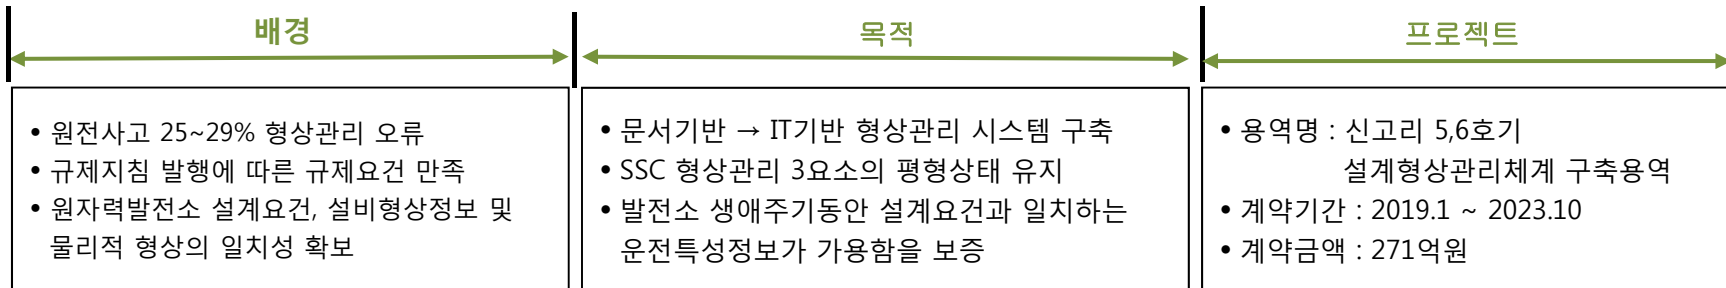 배경
• 원전사고 25~29% 형상관리 오류
• 규제지침 발행에 따른 규제요건 만족
• 원자력발전소 설계요건, 설비형상정보 및
물리적 형상의 일치성 확보
목적
• 문서기반 → IT기반 형상관리 시스템 구축
• SSC 형상관리 3요소의 평형상태 유지
• 발전소 생애주기동안 설계요건과 일치하는
운전특성정보가 가용함을 보증
프로젝트
• 용역명 : 신고리 5,6호기
설계형상관리체계 구축용역
• 계약기간 : 2019.1 ~ 2023.10
• 계약금액 : 271억원